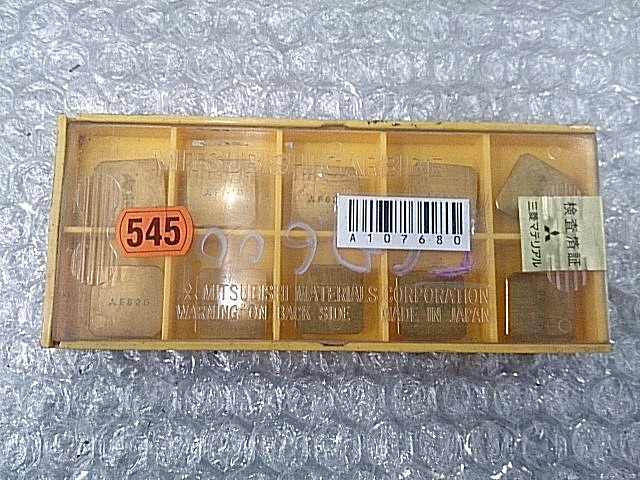 MITSUBISHI CARBIDE
545
A107680
検査済証
三菱マテリアル
F620
MITSUBISHI MATERIALS CORPORATION
WARNING ON BACK SIDE MADE IN JAPAN